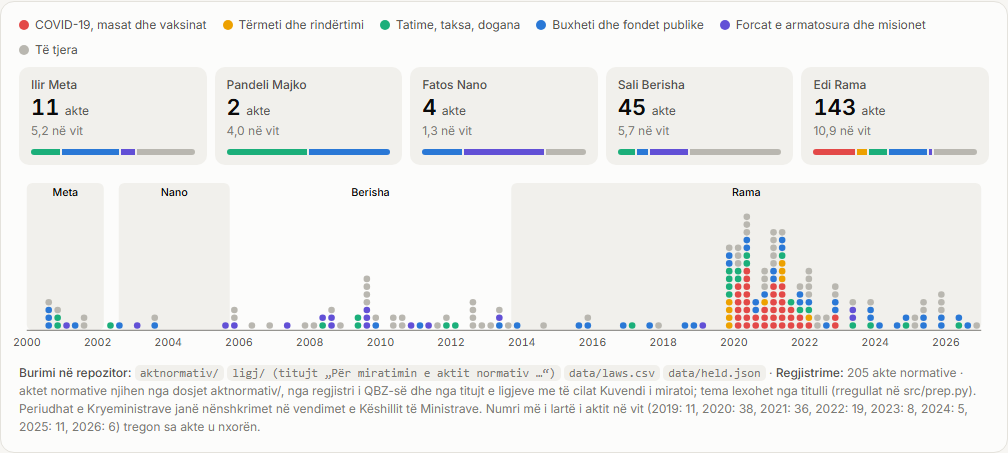 COVID-19, masat dhe vaksinat Tërmeti dhe rindërtimi Tatime, taksa, dogana Buxheti dhe fondet publike Forcat e armatosura dhe misionet
Të tjera
Ilir Meta
11 akte
5,2 në vit
Pandeli Majko
2 akte
4,0 në vit
Fatos Nano
4 akte
1,3 në vit
Sali Berisha
45 akte
5,7 në vit
Edi Rama
143 akte
10,9 në vit
Meta Nano Berisha Rama
2000 2002 2004 2006 2008 2010 2012 2014 2016 2018 2020 2022 2024 2026
Burimi në repozitor: aktnormativ/ ligj/ (titujt „Për miratimin e aktit normativ …“) data/laws.csv data/held.json · Regjistrime: 205 akte normative ·
aktet normative njihen nga dosjet aktnormativ/, nga regjistri i QBZ-së dhe nga titujt e ligjeve me të cilat Kuvendi i miratoi; tema lexohet nga titulli (rregullat në src/prep.py).
Periudhat e Kryeministrave janë nënshkrimet në vendimet e Këshillit të Ministrave. Numri më i lartë i aktit në vit (2019: 11, 2020: 38, 2021: 36, 2022: 19, 2023: 8, 2024: 5,
2025: 11, 2026: 6) tregon sa akte u nxorën.